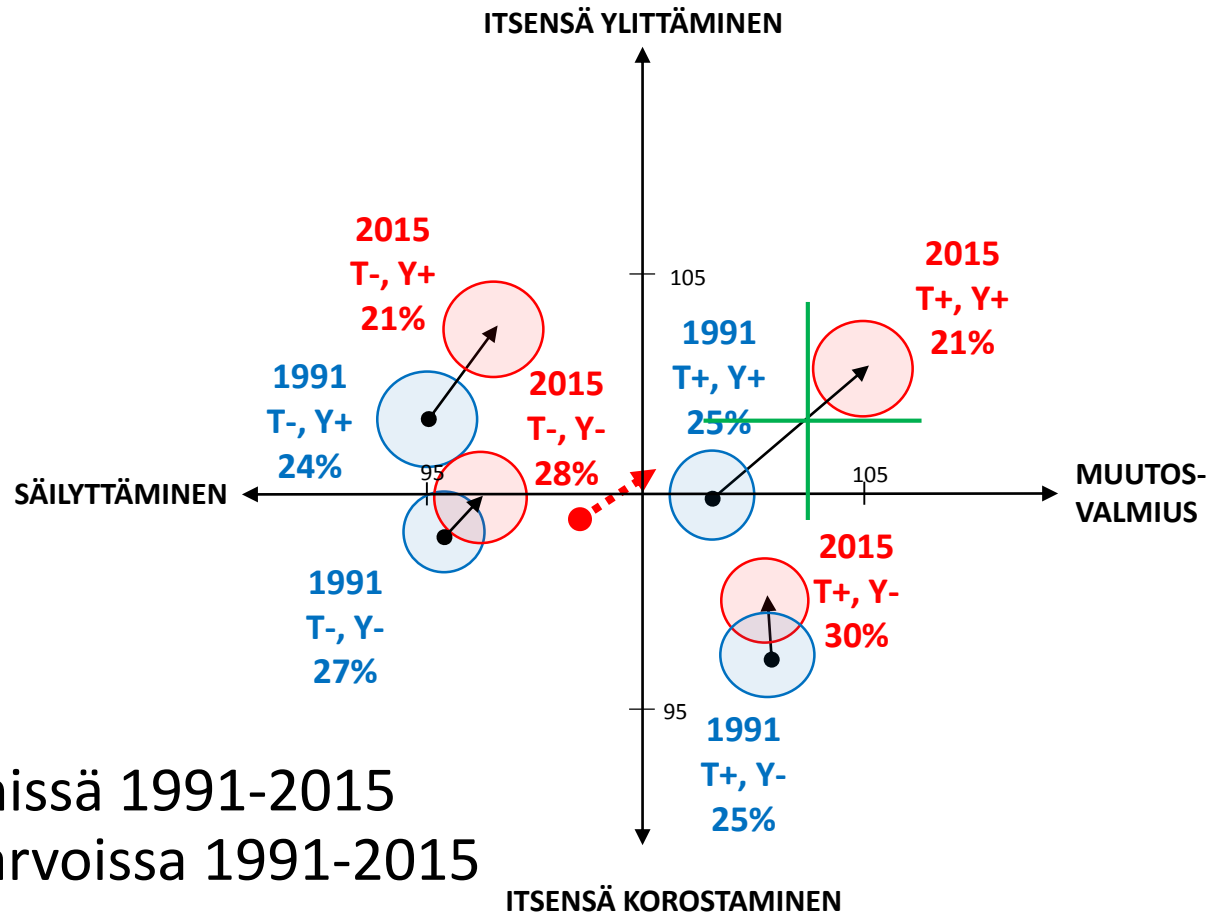 ITSENSÄ YLITTÄMINEN
2015
T-, Y+
21%
105
2015
T+, Y+
21%
1991
T+, Y+
25%
1991
T-, Y+
24%
2015
T-, Y-
28%
95
105
SÄILYTTÄMINEN
MUUTOS-
VALMIUS
1991
T-, Y-
27%
2015
T+, Y-
30%
95
1991
T+, Y-
25%
issä 1991-2015
rvoissa 1991-2015
ITSENSÄ KOROSTAMINEN